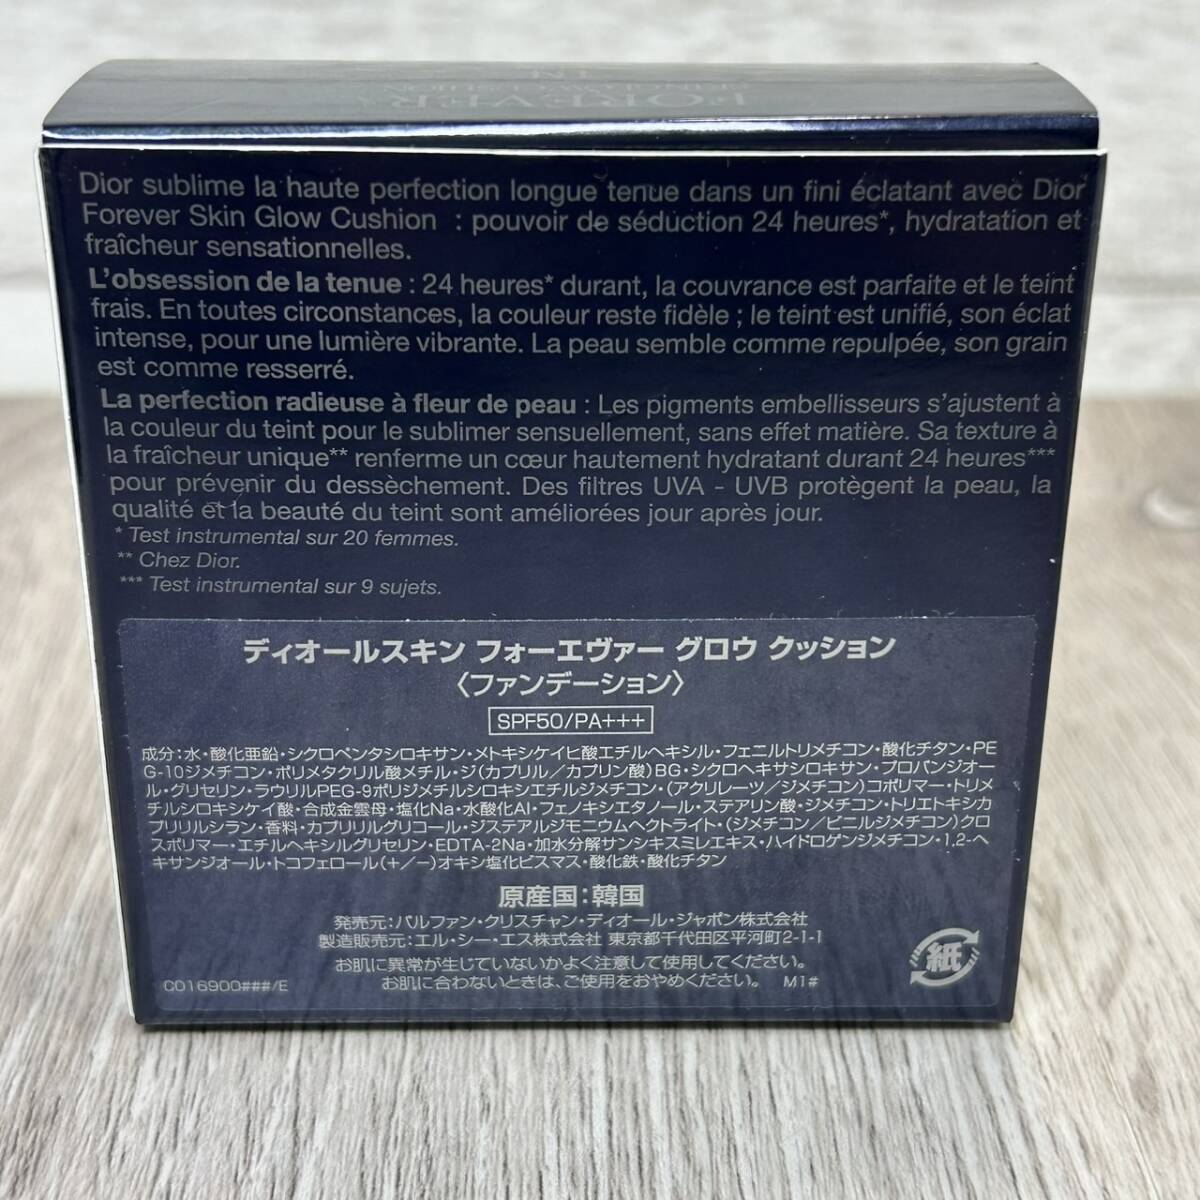 FOREVER
Dior sublime la haute perfection longue tenue dans un fini éclatant avec Dior
Forever Skin Glow Cushion : pouvoir de séduction 24 heures*, hydratation et
fraîcheur sensationnelles.
L'obsession de la tenue : 24 heures* durant, la couvrance est parfaite et le teint
frais. En toutes circonstances, la couleur reste fidèle ; le teint est unifié, son éclat
intense, pour une lumière vibrante. La peau semble comme repulpée, son grain
est comme resserré.
La perfection radieuse à fleur de peau : Les pigments embellisseurs s'ajustent à
la couleur du teint pour le sublimer sensuellement, sans effet matière. Sa texture à
la fraîcheur unique** renferme un cœur hautement hydratant durant 24 heures***
pour prévenir du dessèchement. Des filtres UVA - UVB protègent la peau, la
qualité et la beauté du teint sont améliorées jour après jour.
* Test instrumental sur 20 femmes.
** Chez Dior.
*** Test instrumental sur 9 sujets.
ディオールスキン フォーエヴァー グロウ クッション
〈ファンデーション〉
SPF50/PA+++
成分:水・酸化亜鉛・シクロペンタシロキサン・メトキシケイヒ酸エチルヘキシル・フェニルトリメチコン・酸化チタン・PE
G-10ジメチコン・ポリメタクリル酸メチル・ジ(カプリル/カプリン酸)BG・シクロヘキサシロキサン・プロパンジオー
ル・グリセリン・ラウリルPEG-9ポリジメチルシロキシエチルジメチコン・(アクリレーツ/ジメチコン)コポリマー・トリメ
チルシロキシケイ酸・合成金雲母・塩化Na・水酸化Al・フェノキシエタノール・ステアリン酸・ジメチコン・トリエトキシカ
プリリルシラン・香料・カプリリルグリコール・ジステアルジモニウムヘクトライト・(ジメチコン/ビニルジメチコン)クロ
スポリマー・エチルヘキシルグリセリン・EDTA-2Na・加水分解サンシキスミレエキス・ハイドロゲンジメチコン・1,2-ヘ
キサンジオール・トコフェロール(+/−)オキシ塩化ビスマス・酸化鉄・酸化チタン
原産国:韓国
発売元:パルファン・クリスチャン・ディオール・ジャポン株式会社
製造販売元:エル・シー・エス株式会社 東京都千代田区平河町2-1-1
お肌に異常が生じていないかよく注意して使用してください。
お肌に合わないときは、ご使用をおやめください。 M1#
C016900###/E
紙